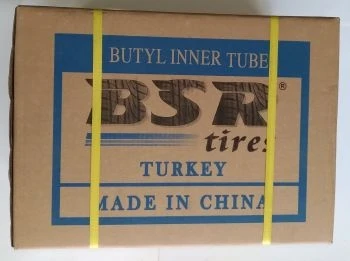 BUTYL INNER TUBE
BSR®
tires
TURKEY
MADE IN CHINA